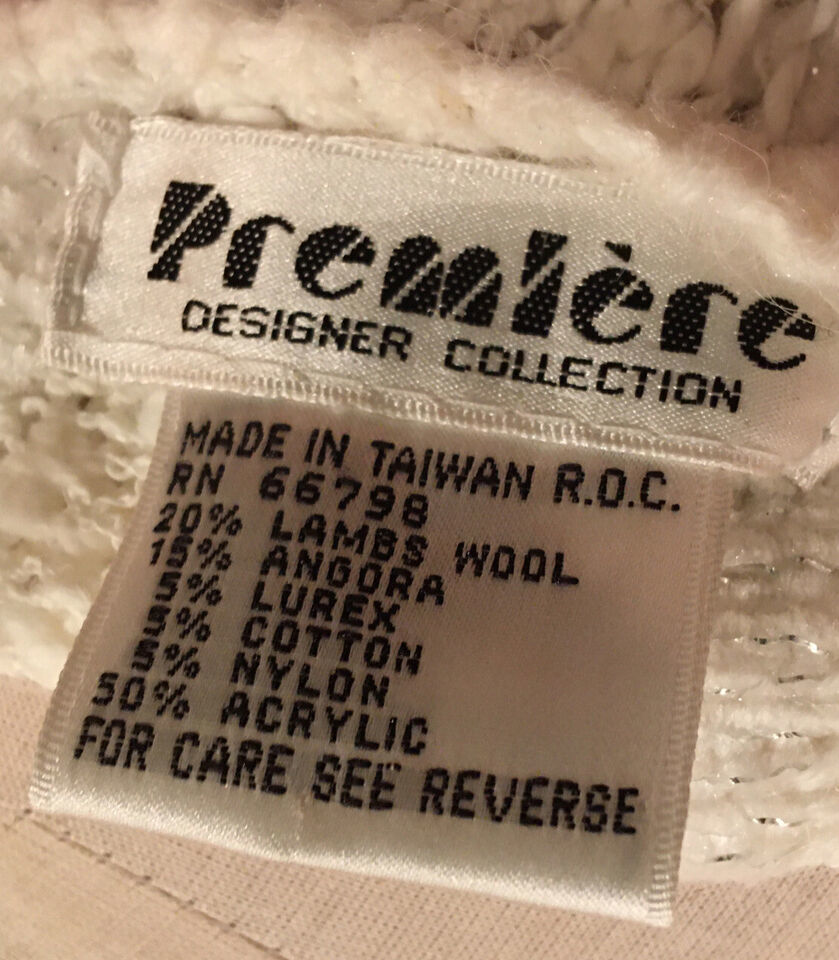 Première
DESIGNER COLLECTION
MADE IN TAIWAN R.O.C.
RN 66798
20% LAMBS WOOL
15% ANGORA
5% LUREX
5% COTTON
5% NYLON
50% ACRYLIC
FOR CARE SEE REVERSE